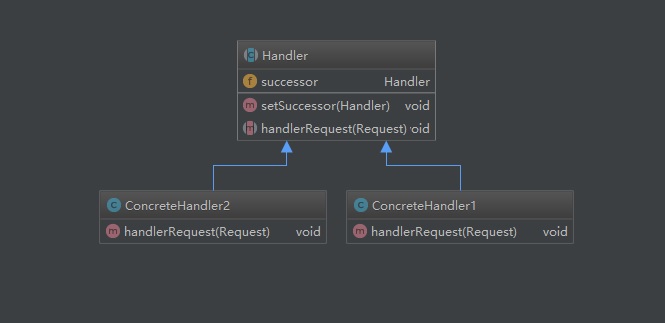 Handler
successor Handler
setSuccessor(Handler) void
handlerRequest(Request) void
ConcreteHandler2
handlerRequest(Request) void
ConcreteHandler1
handlerRequest(Request) void